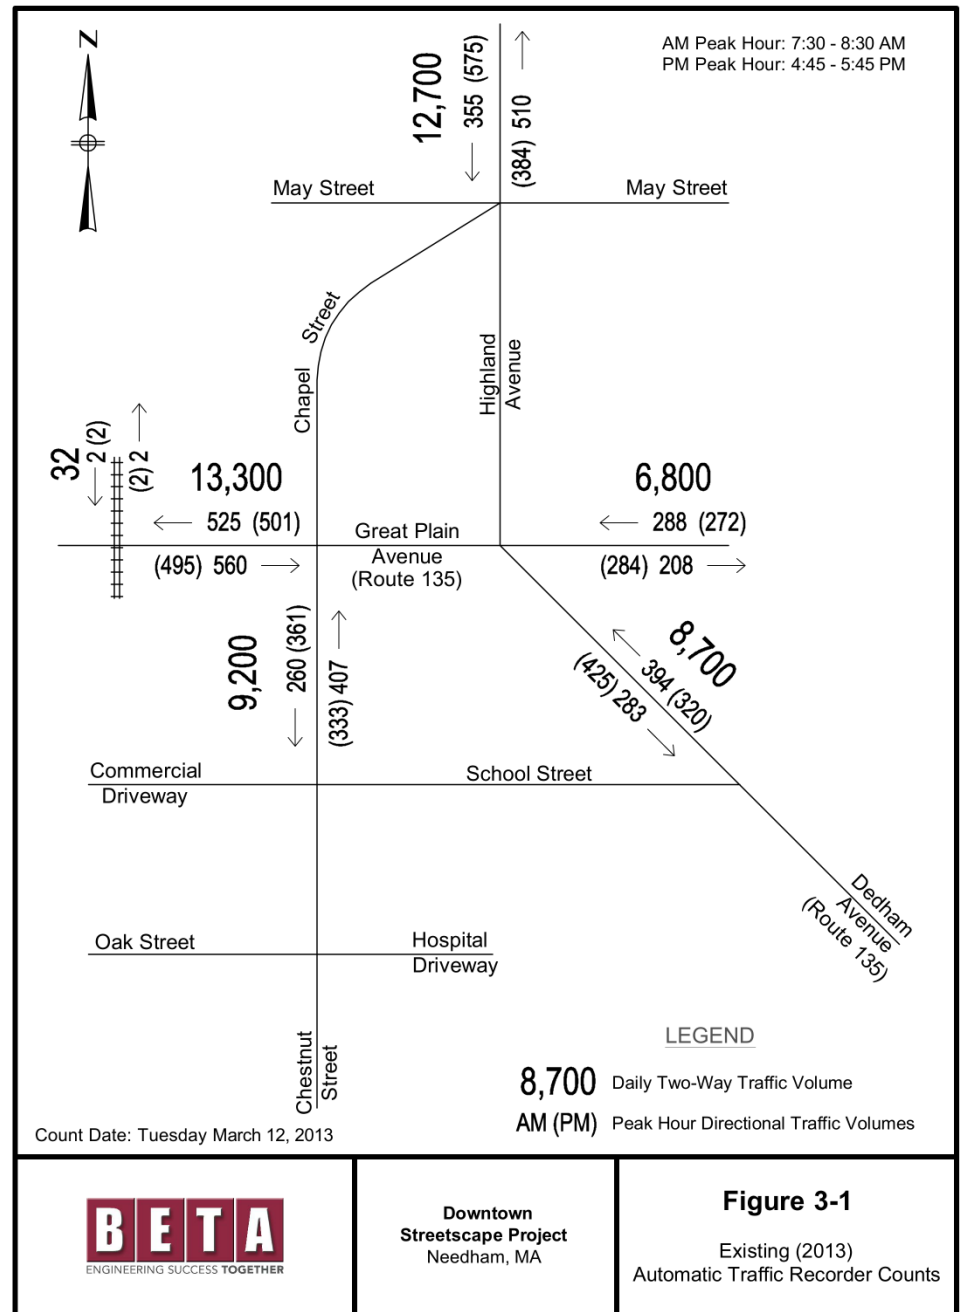 AM Peak Hour: 7:30 - 8:30 AM
PM Peak Hour: 4:45 - 5:45 PM
N
12,700
355 (575)
(384) 510
May Street
May Street
Chapel Street
Highland
Avenue
32
2 (2)
(2) 2
13,300
525 (501)
(495) 560
Great Plain
Avenue
(Route 135)
6,800
288 (272)
(284) 208
9,200
260 (361)
(333) 407
8,700
394 (320)
(425) 283
Commercial
Driveway
School Street
Dedham
Avenue
(Route 135)
Oak Street
Hospital
Driveway
Chestnut
Street
LEGEND
8,700 Daily Two-Way Traffic Volume
AM (PM) Peak Hour Directional Traffic Volumes
Count Date: Tuesday March 12, 2013
BETA
ENGINEERING SUCCESS TOGETHER
Downtown
Streetscape Project
Needham, MA
Figure 3-1
Existing (2013)
Automatic Traffic Recorder Counts